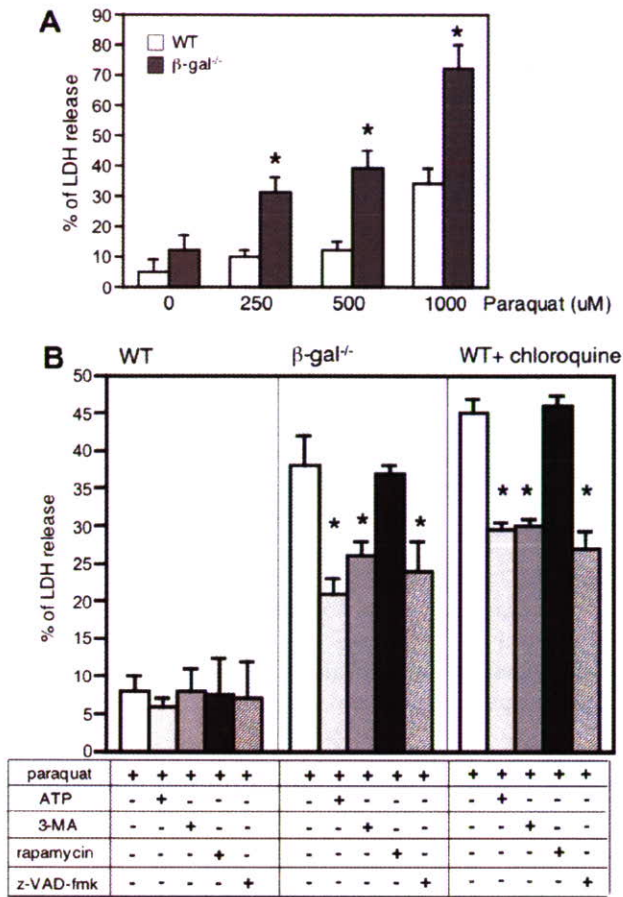 A
% of LDH release
90
80
70
60
50
40
30
20
10
0
WT
β-gal-/-
*
*
*
0 250 500 1000 Paraquat (uM)
B
WT β-gal-/- WT+ chloroquine
% of LDH release
50
45
40
35
30
25
20
15
10
5
0
* * *
* * *
paraquat + + + + + + + + + + + + + + +
ATP - + - - - - + - - - - + - - -
3-MA - - + - - - - + - - - - + - -
rapamycin - - - + - - - - + - - - - + -
z-VAD-fmk - - - - + - - - - + - - - - +